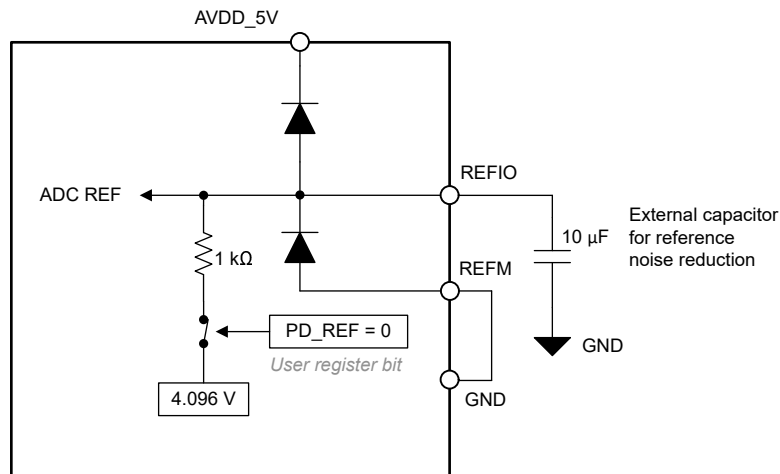 AVDD_5V
REFIO
ADC REF
External capacitor
for reference
noise reduction
10 µF
1 kΩ
REFM
PD_REF = 0
GND
User register bit
4.096 V
GND